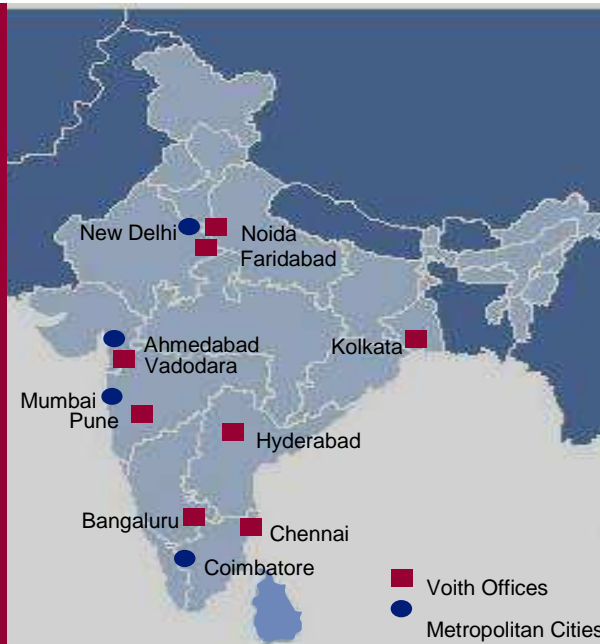 New Delhi
Noida
Faridabad
Ahmedabad
Vadodara
Kolkata
Mumbai
Pune
Hyderabad
Bangaluru
Chennai
Coimbatore
Voith Offices
Metropolitan Cities